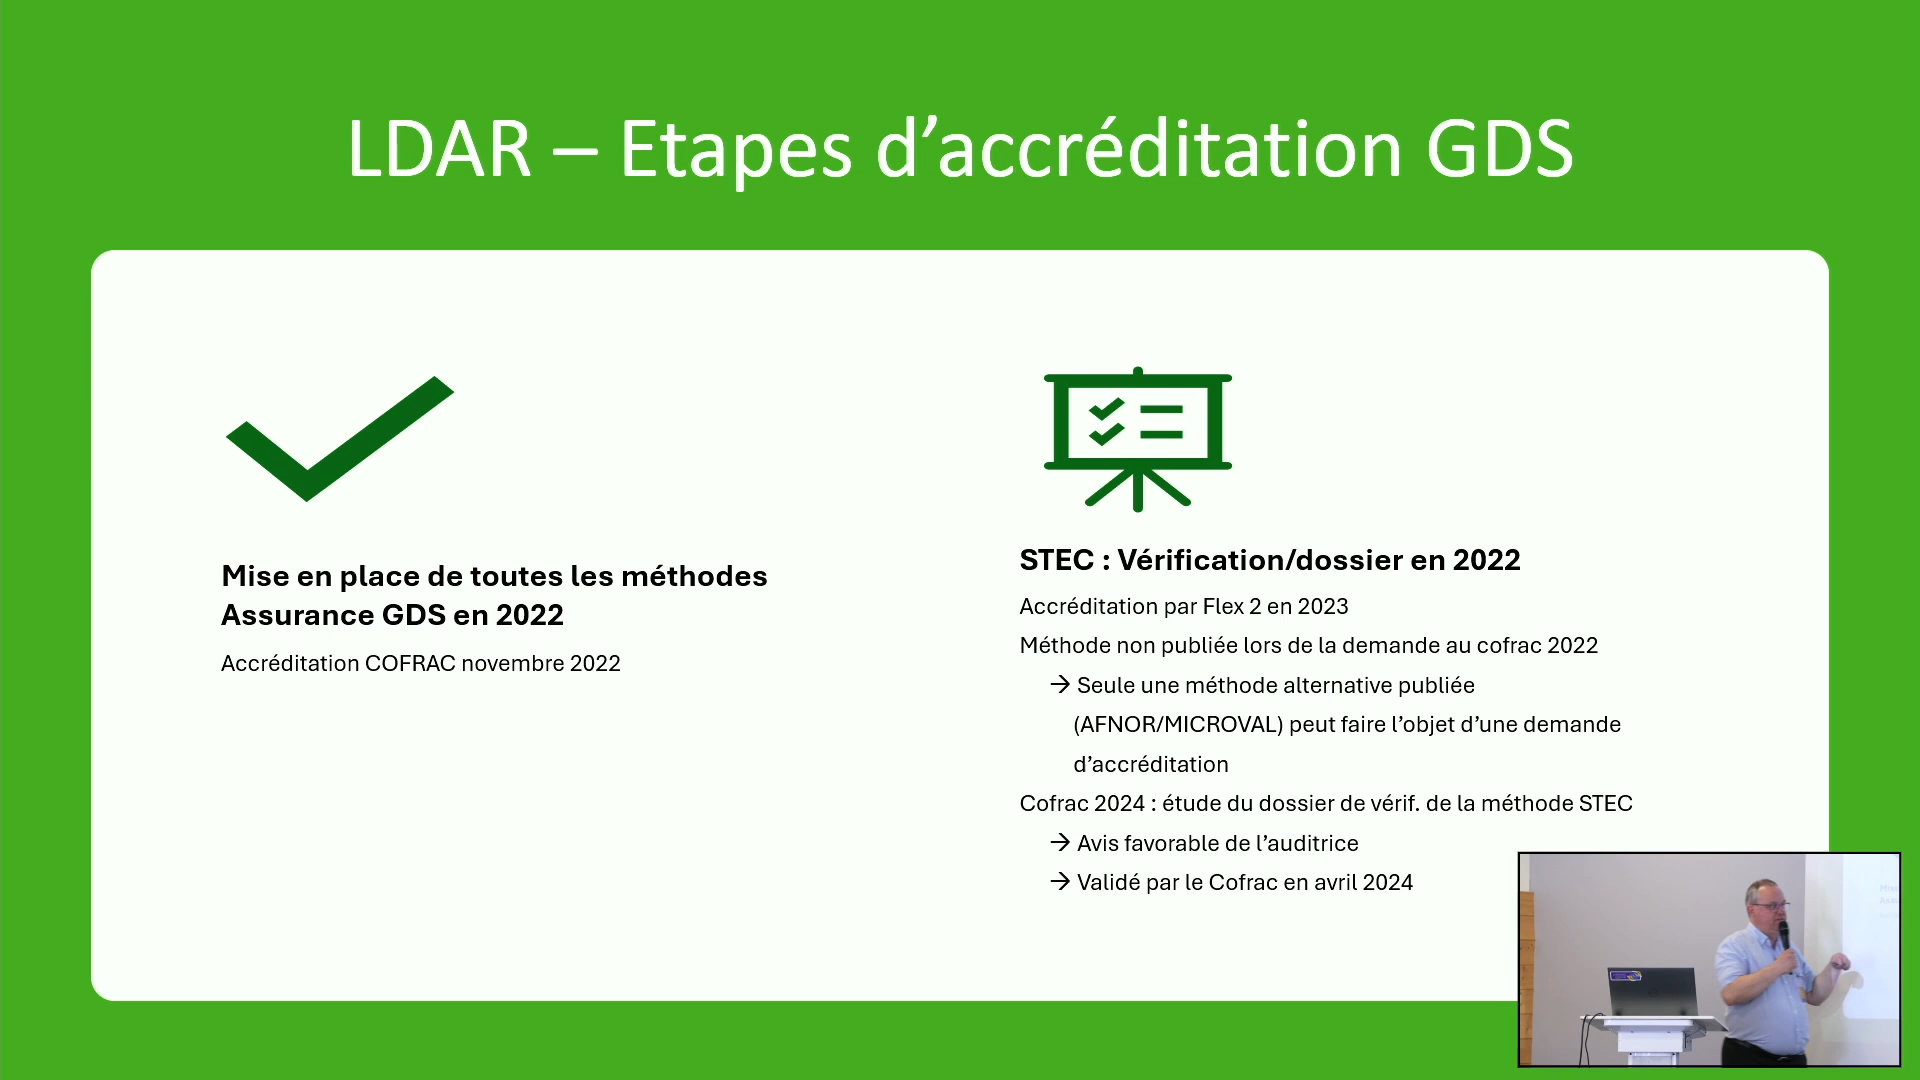 LDAR – Etapes d’accréditation GDS
Mise en place de toutes les méthodes
Assurance GDS en 2022
Accréditation COFRAC novembre 2022
STEC : Vérification/dossier en 2022
Accréditation par Flex 2 en 2023
Méthode non publiée lors de la demande au cofrac 2022
→ Seule une méthode alternative publiée
(AFNOR/MICROVAL) peut faire l’objet d’une demande
d’accréditation
Cofrac 2024 : étude du dossier de vérif. de la méthode STEC
→ Avis favorable de l’auditrice
→ Validé par le Cofrac en avril 2024